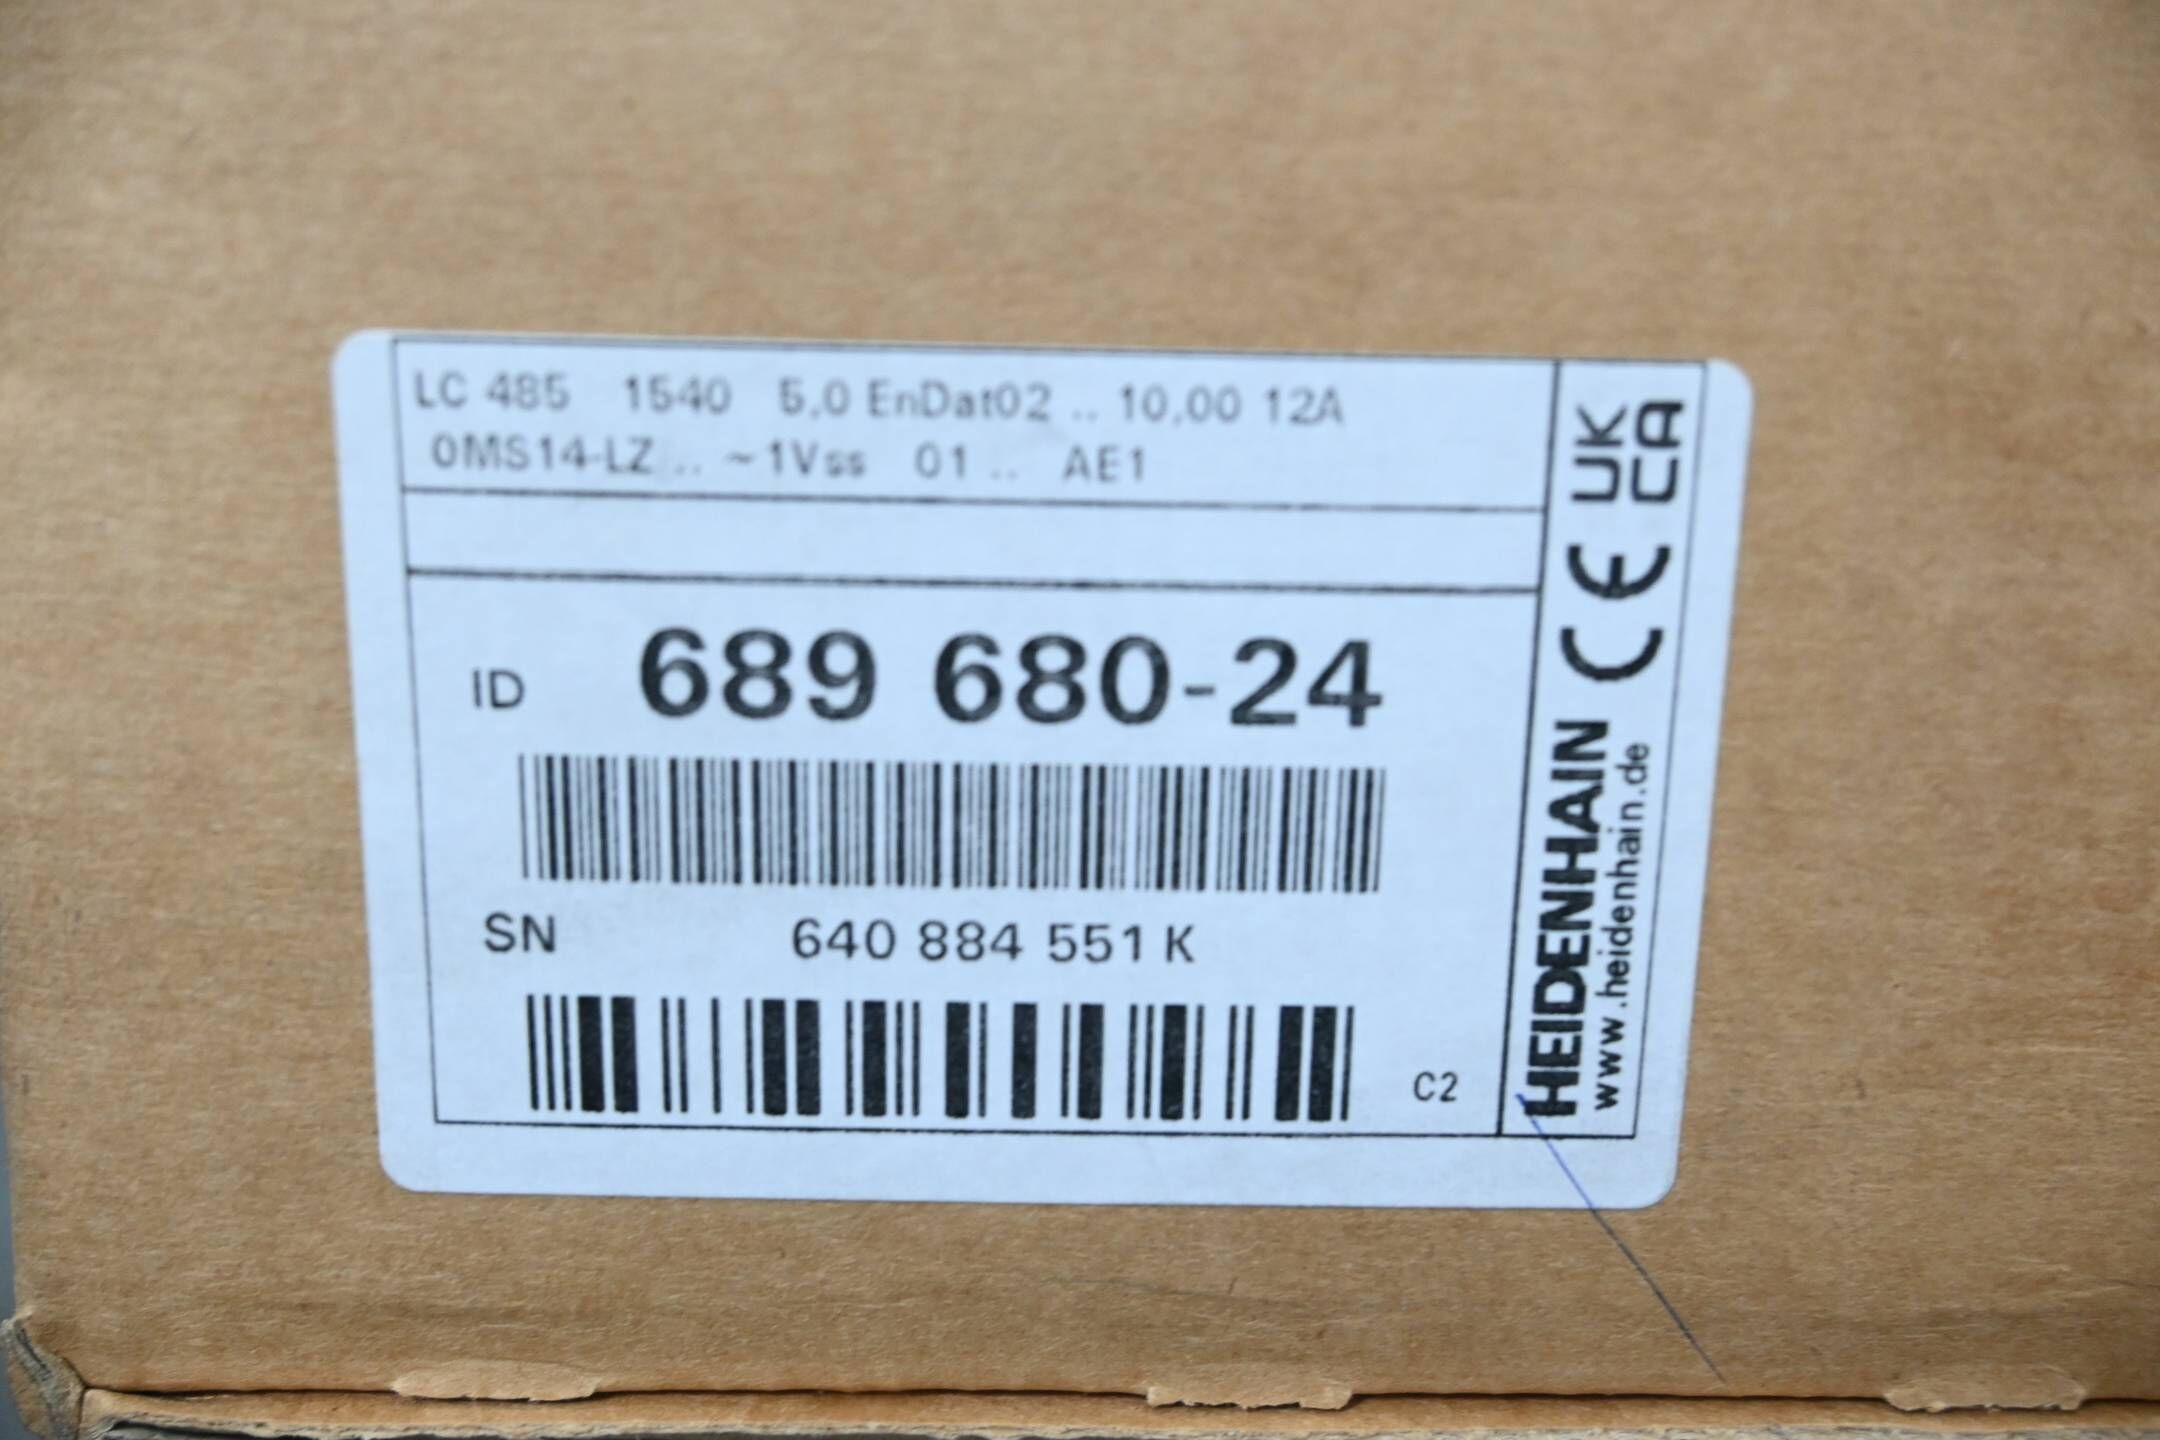 LC 485 1540 5,0 EnDat02 .. 10,00 12A
0MS14-LZ .. ~1Vss 01 .. AE1
ID 689 680-24
SN 640 884 551 K
C2
HEIDENHAIN CE UK
CA
www.heidenhain.de